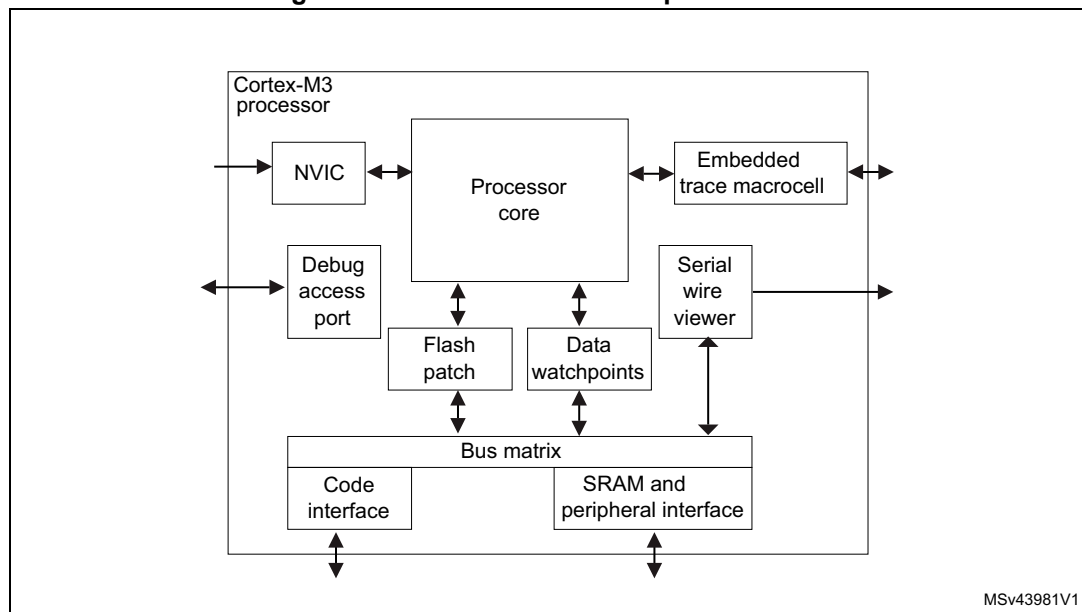 Cortex-M3
processor
NVIC
Processor
core
Embedded
trace macrocell
Debug
access
port
Flash
patch
Data
watchpoints
Serial
wire
viewer
Bus matrix
Code
interface
SRAM and
peripheral interface
MSv43981V1